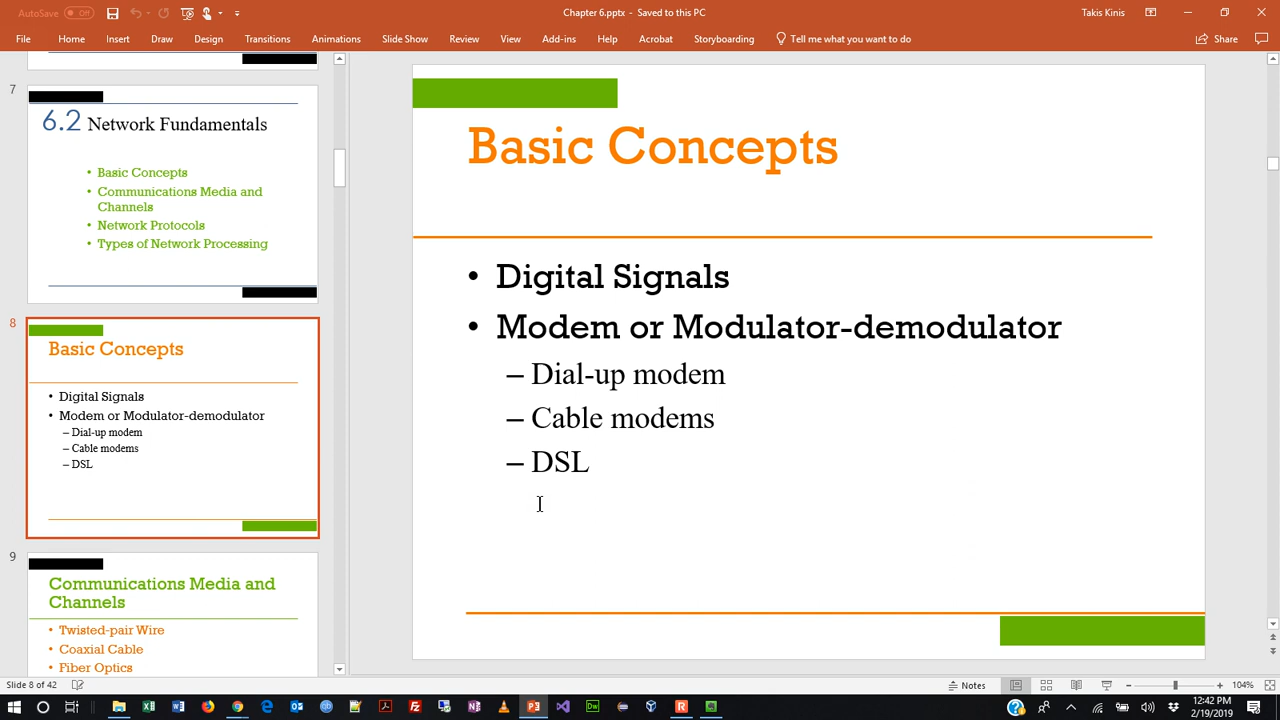 AutoSave Off
Chapter 6.pptx - Saved to this PC
Takis Kinis
File Home Insert Draw Design Transitions Animations Slide Show Review View Add-ins Help Acrobat Storyboarding Tell me what you want to do Share
7
6.2 Network Fundamentals
• Basic Concepts
• Communications Media and
Channels
• Network Protocols
• Types of Network Processing
8
Basic Concepts
• Digital Signals
• Modem or Modulator-demodulator
– Dial-up modem
– Cable modems
– DSL
9
Communications Media and
Channels
• Twisted-pair Wire
• Coaxial Cable
• Fiber Optics
Basic Concepts
• Digital Signals
• Modem or Modulator-demodulator
– Dial-up modem
– Cable modems
– DSL
Slide 8 of 42
Notes
104%
12:42 PM
2/19/2019